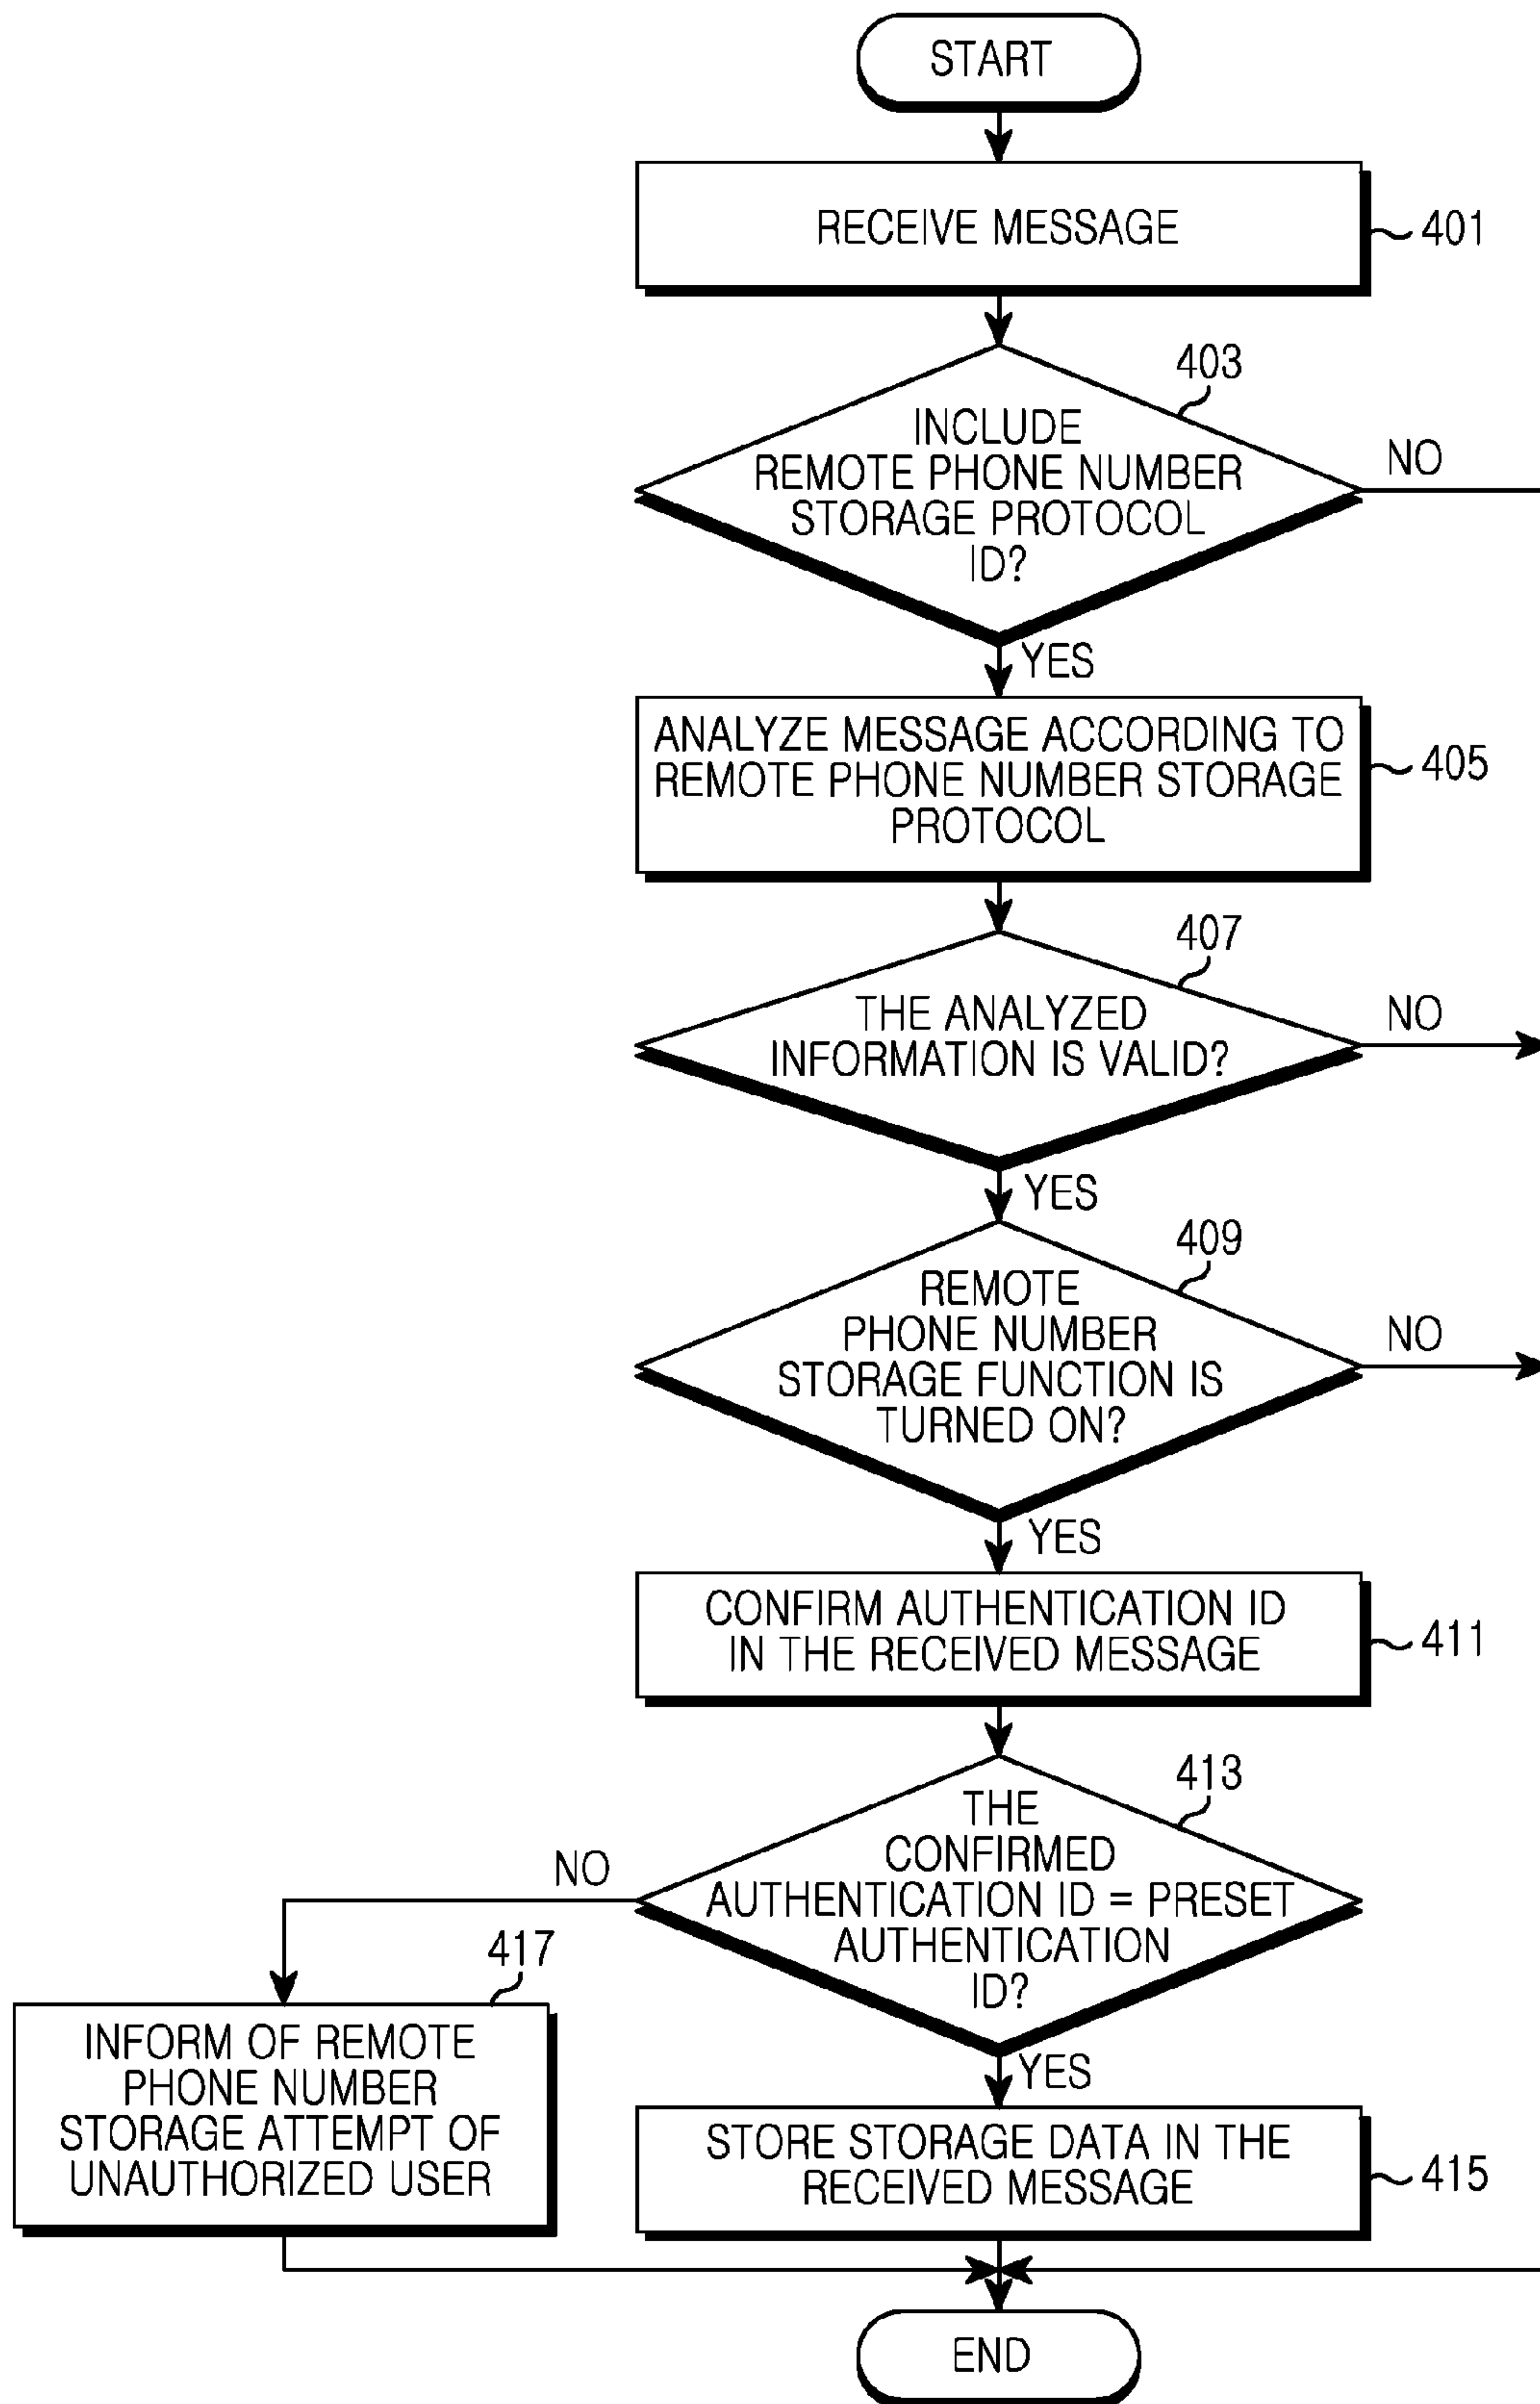 START
RECEIVE MESSAGE
401
403
INCLUDE
REMOTE PHONE NUMBER
STORAGE PROTOCOL
ID?
NO
YES
ANALYZE MESSAGE ACCORDING TO
REMOTE PHONE NUMBER STORAGE
PROTOCOL
405
407
THE ANALYZED
INFORMATION IS VALID?
NO
YES
409
REMOTE
PHONE NUMBER
STORAGE FUNCTION IS
TURNED ON?
NO
YES
CONFIRM AUTHENTICATION ID
IN THE RECEIVED MESSAGE
411
413
THE
CONFIRMED
AUTHENTICATION ID = PRESET
AUTHENTICATION
ID?
NO
417
INFORM OF REMOTE
PHONE NUMBER
STORAGE ATTEMPT OF
UNAUTHORIZED USER
YES
STORE STORAGE DATA IN THE
RECEIVED MESSAGE
415
END